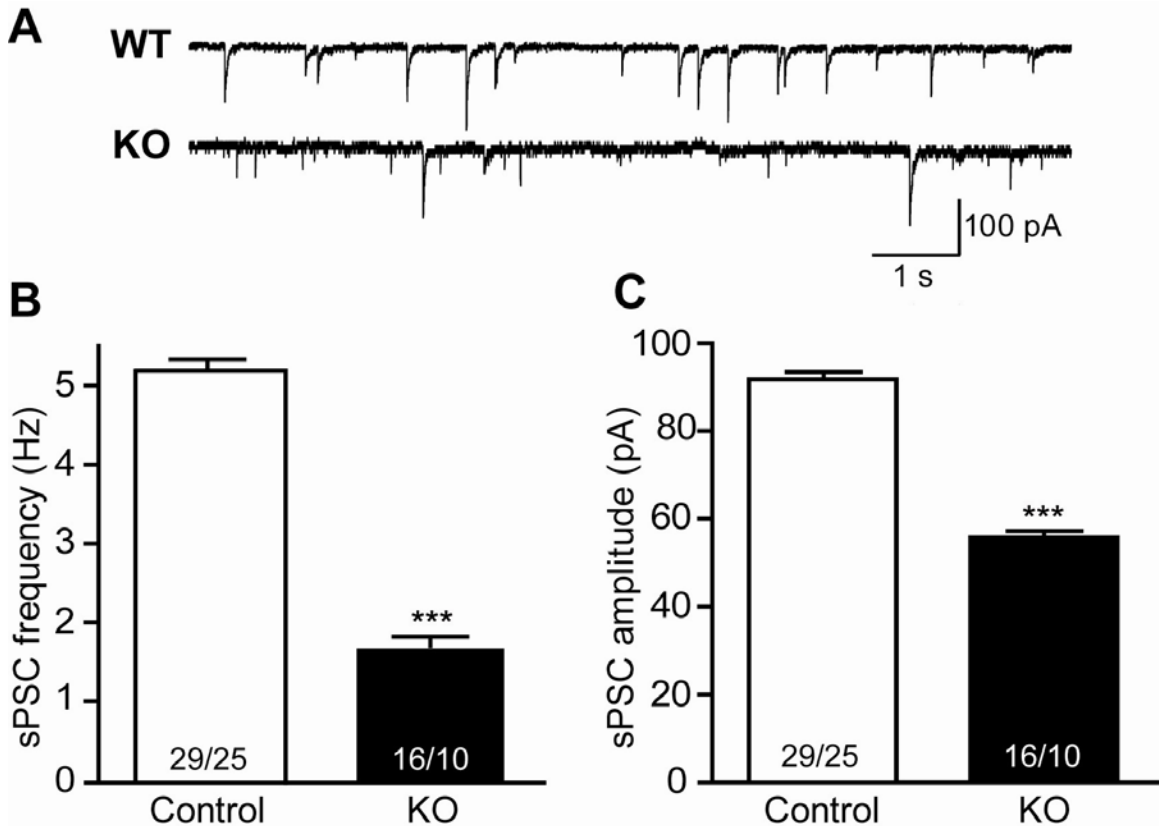 A
WT
KO
100 pA
1 s
B
sPSC frequency (Hz)
5
4
3
2
1
0
***
29/25
16/10
Control
KO
C
sPSC amplitude (pA)
100
80
60
40
20
0
***
29/25
16/10
Control
KO